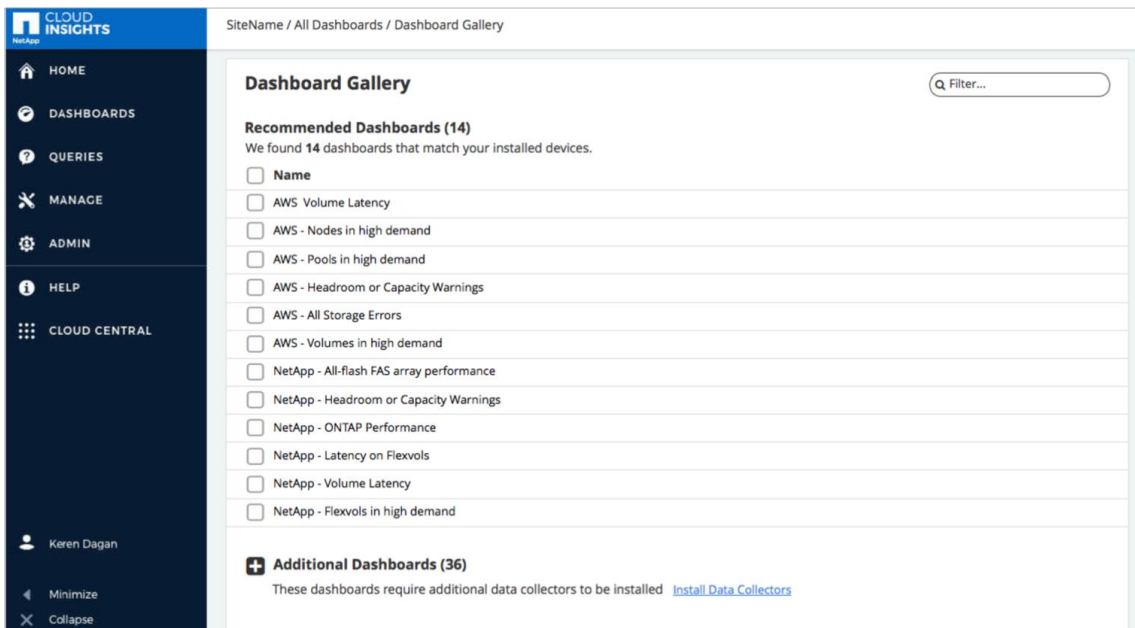 NetApp
CLOUD
INSIGHTS
SiteName / All Dashboards / Dashboard Gallery
HOME
DASHBOARDS
QUERIES
MANAGE
ADMIN
HELP
CLOUD CENTRAL
Keren Dagan
Minimize
Collapse
Dashboard Gallery
Filter...
Recommended Dashboards (14)
We found 14 dashboards that match your installed devices.
Name
AWS Volume Latency
AWS - Nodes in high demand
AWS - Pools in high demand
AWS - Headroom or Capacity Warnings
AWS - All Storage Errors
AWS - Volumes in high demand
NetApp - All-flash FAS array performance
NetApp - Headroom or Capacity Warnings
NetApp - ONTAP Performance
NetApp - Latency on Flexvols
NetApp - Volume Latency
NetApp - Flexvols in high demand
Additional Dashboards (36)
These dashboards require additional data collectors to be installed Install Data Collectors